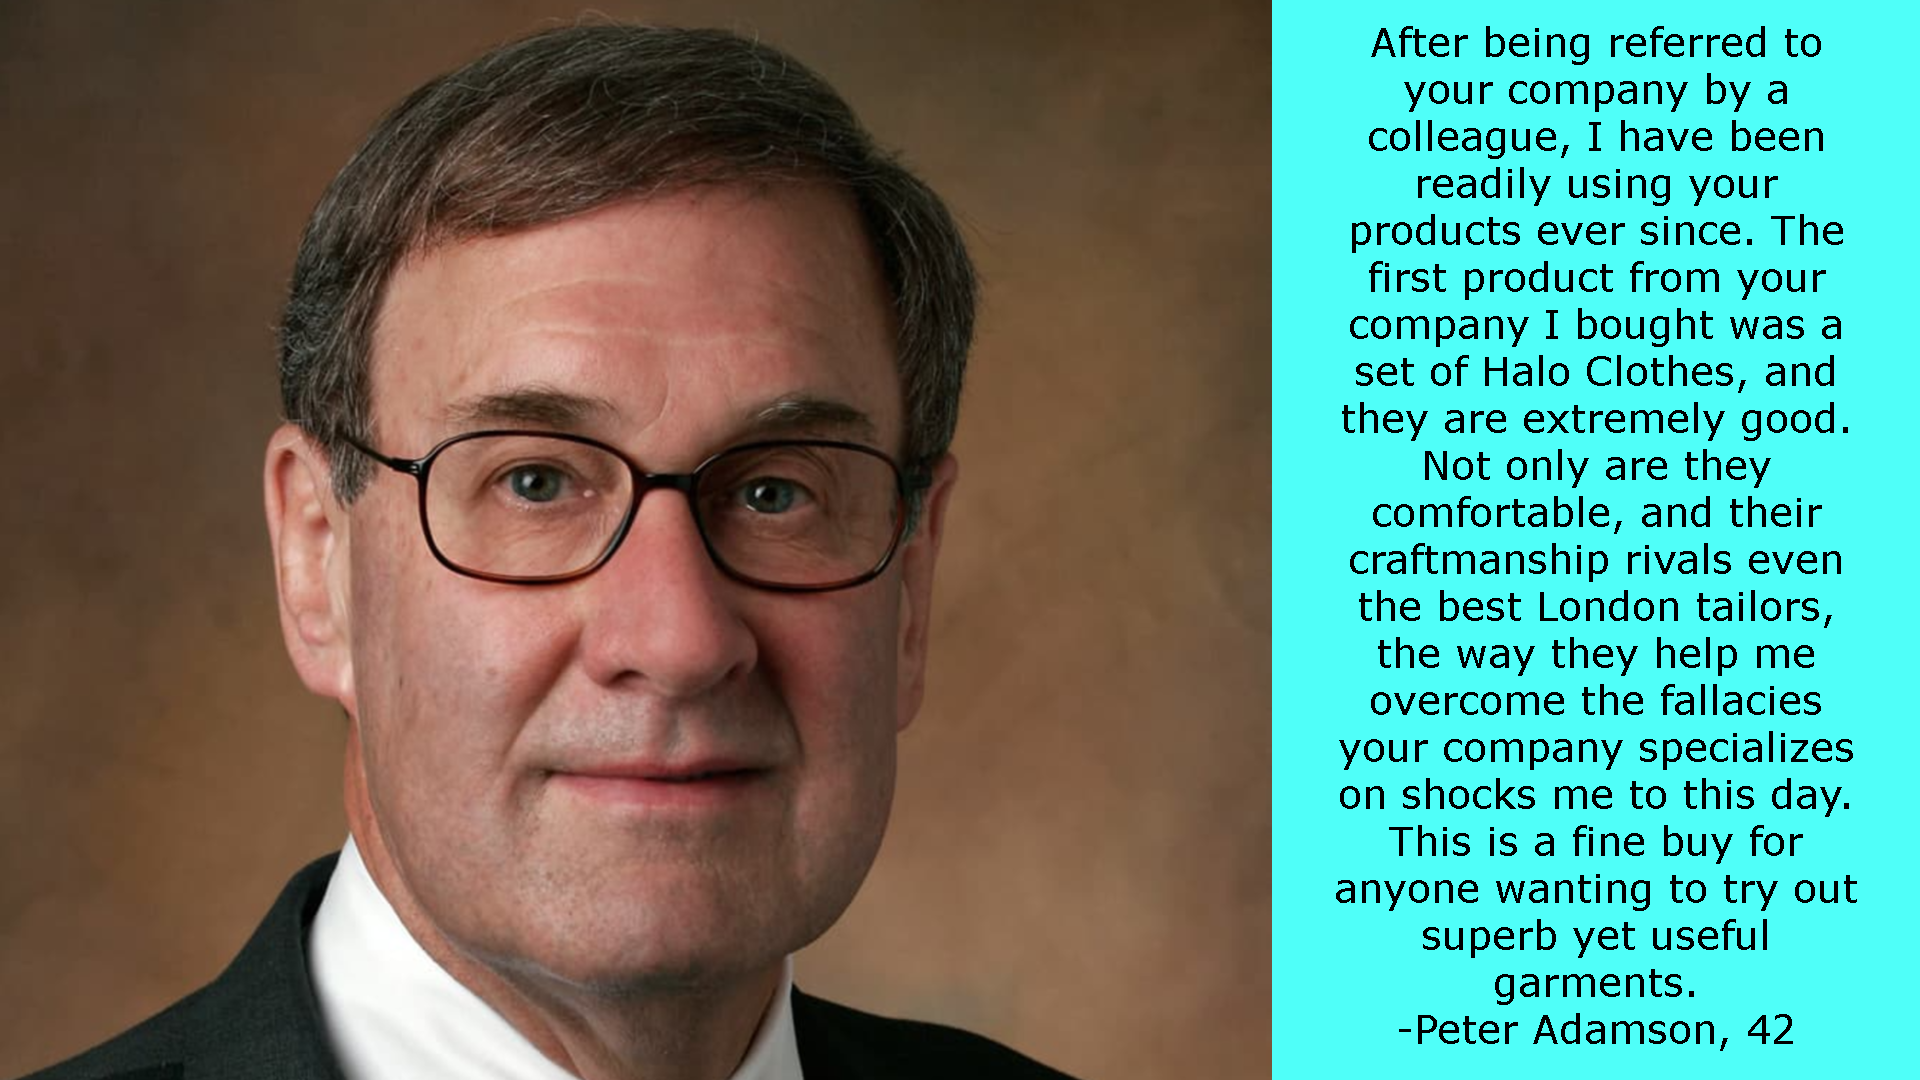 After being referred to
your company by a
colleague, I have been
readily using your
products ever since. The
first product from your
company I bought was a
set of Halo Clothes, and
they are extremely good.
Not only are they
comfortable, and their
craftmanship rivals even
the best London tailors,
the way they help me
overcome the fallacies
your company specializes
on shocks me to this day.
This is a fine buy for
anyone wanting to try out
superb yet useful
garments.
-Peter Adamson, 42